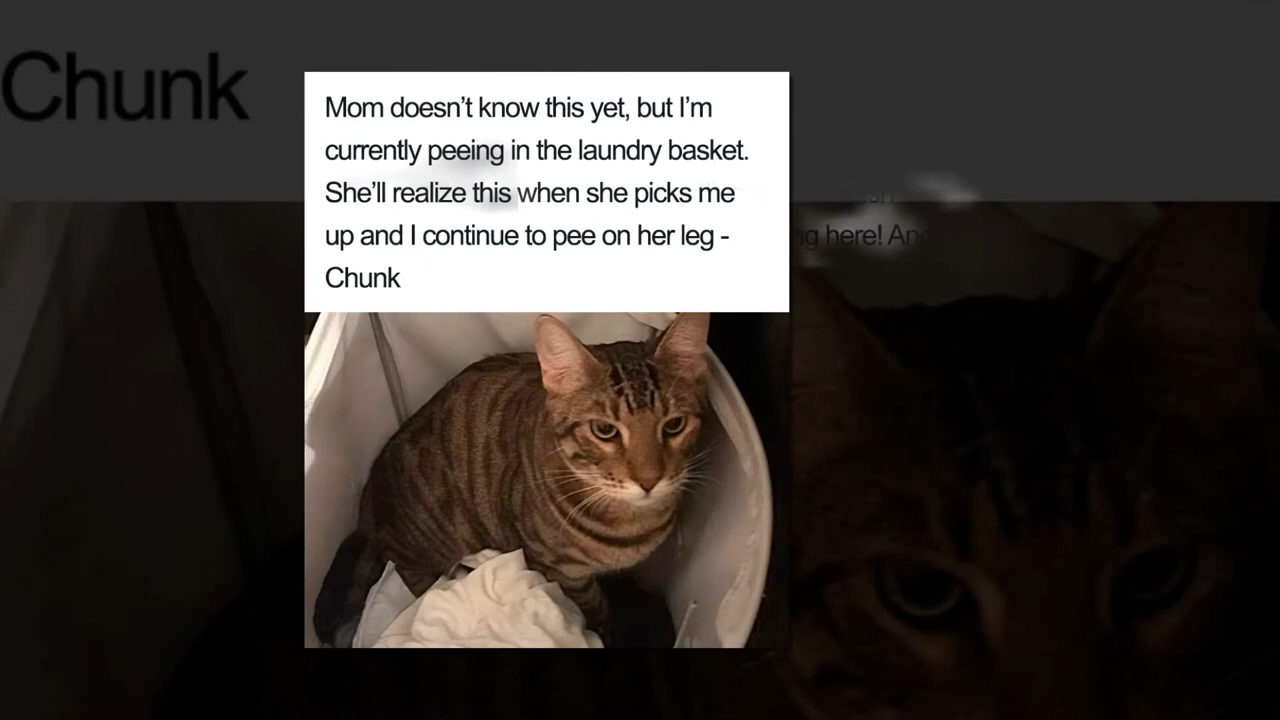 Chunk
Mom doesn't know this yet, but I'm
currently peeing in the laundry basket.
She'll realize this when she picks me
up and I continue to pee on her leg -
Chunk
here!